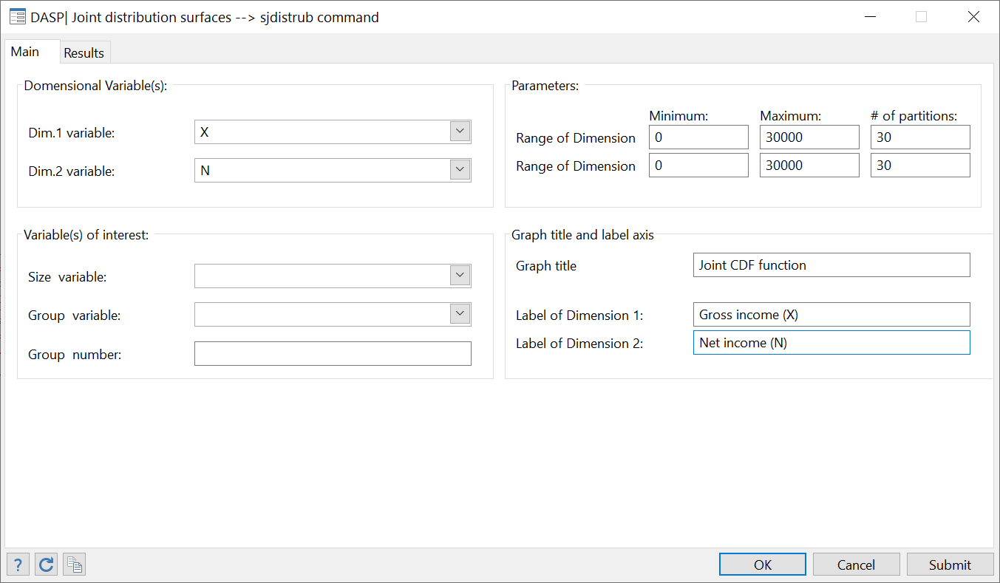 DASP| Joint distribution surfaces --> sjdistrub command
Main
Results
Domensional Variable(s):
Dim.1 variable:
X
Dim.2 variable:
N
Parameters:
Minimum:
Maximum:
# of partitions:
Range of Dimension
0
30000
30
Range of Dimension
0
30000
30
Variable(s) of interest:
Size variable:
Group variable:
Group number:
Graph title and label axis
Graph title
Joint CDF function
Label of Dimension 1:
Gross income (X)
Label of Dimension 2:
Net income (N)
?
OK
Cancel
Submit